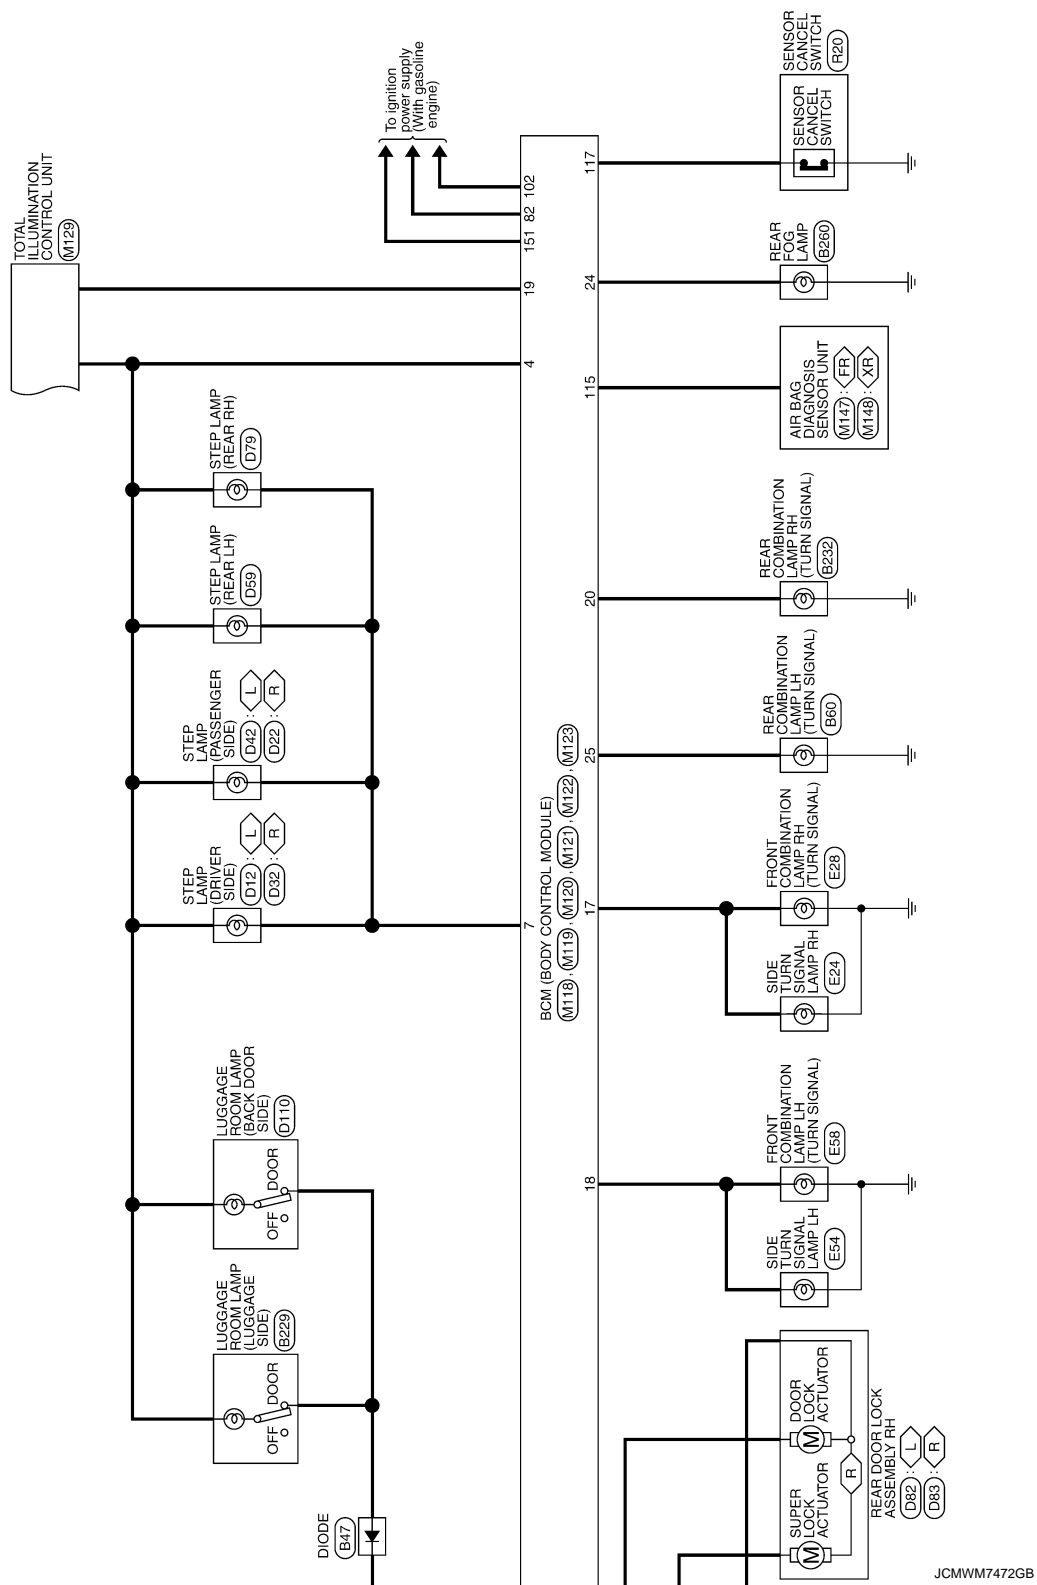 TOTAL
ILLUMINATION
CONTROL UNIT
M129
To ignition
power supply
(With gasoline
engine)
SENSOR
CANCEL
SWITCH
R20
SENSOR
CANCEL
SWITCH
102
82
151
19
4
117
24
115
20
25
17
18
7
REAR
FOG
LAMP
B260
AIR BAG
DIAGNOSIS
SENSOR UNIT
M147 : FR
M148 : XR
STEP LAMP
(REAR RH)
D79
STEP LAMP
(REAR LH)
D59
STEP
LAMP
(PASSENGER
SIDE)
D42 : L
D22 : R
STEP
LAMP
(DRIVER
SIDE)
D12 : L
D32 : R
REAR
COMBINATION
LAMP RH
(TURN SIGNAL)
B232
REAR
COMBINATION
LAMP LH
(TURN SIGNAL)
B60
BCM (BODY CONTROL MODULE)
M118 , M119 , M120 , M121 , M122 , M123
FRONT
COMBINATION
LAMP RH
(TURN SIGNAL)
E28
SIDE
TURN
SIGNAL
LAMP RH
E24
FRONT
COMBINATION
LAMP LH
(TURN SIGNAL)
E58
SIDE
TURN
SIGNAL
LAMP LH
E54
LUGGAGE
ROOM LAMP
(BACK DOOR
SIDE)
D110
OFF
DOOR
LUGGAGE
ROOM LAMP
(LUGGAGE
SIDE)
B229
OFF
DOOR
DIODE
B47
DOOR
LOCK
ACTUATOR
M
SUPER
LOCK
ACTUATOR
M
R
REAR DOOR LOCK
ASSEMBLY RH
D82 : L
D83 : R
JCMWM7472GB